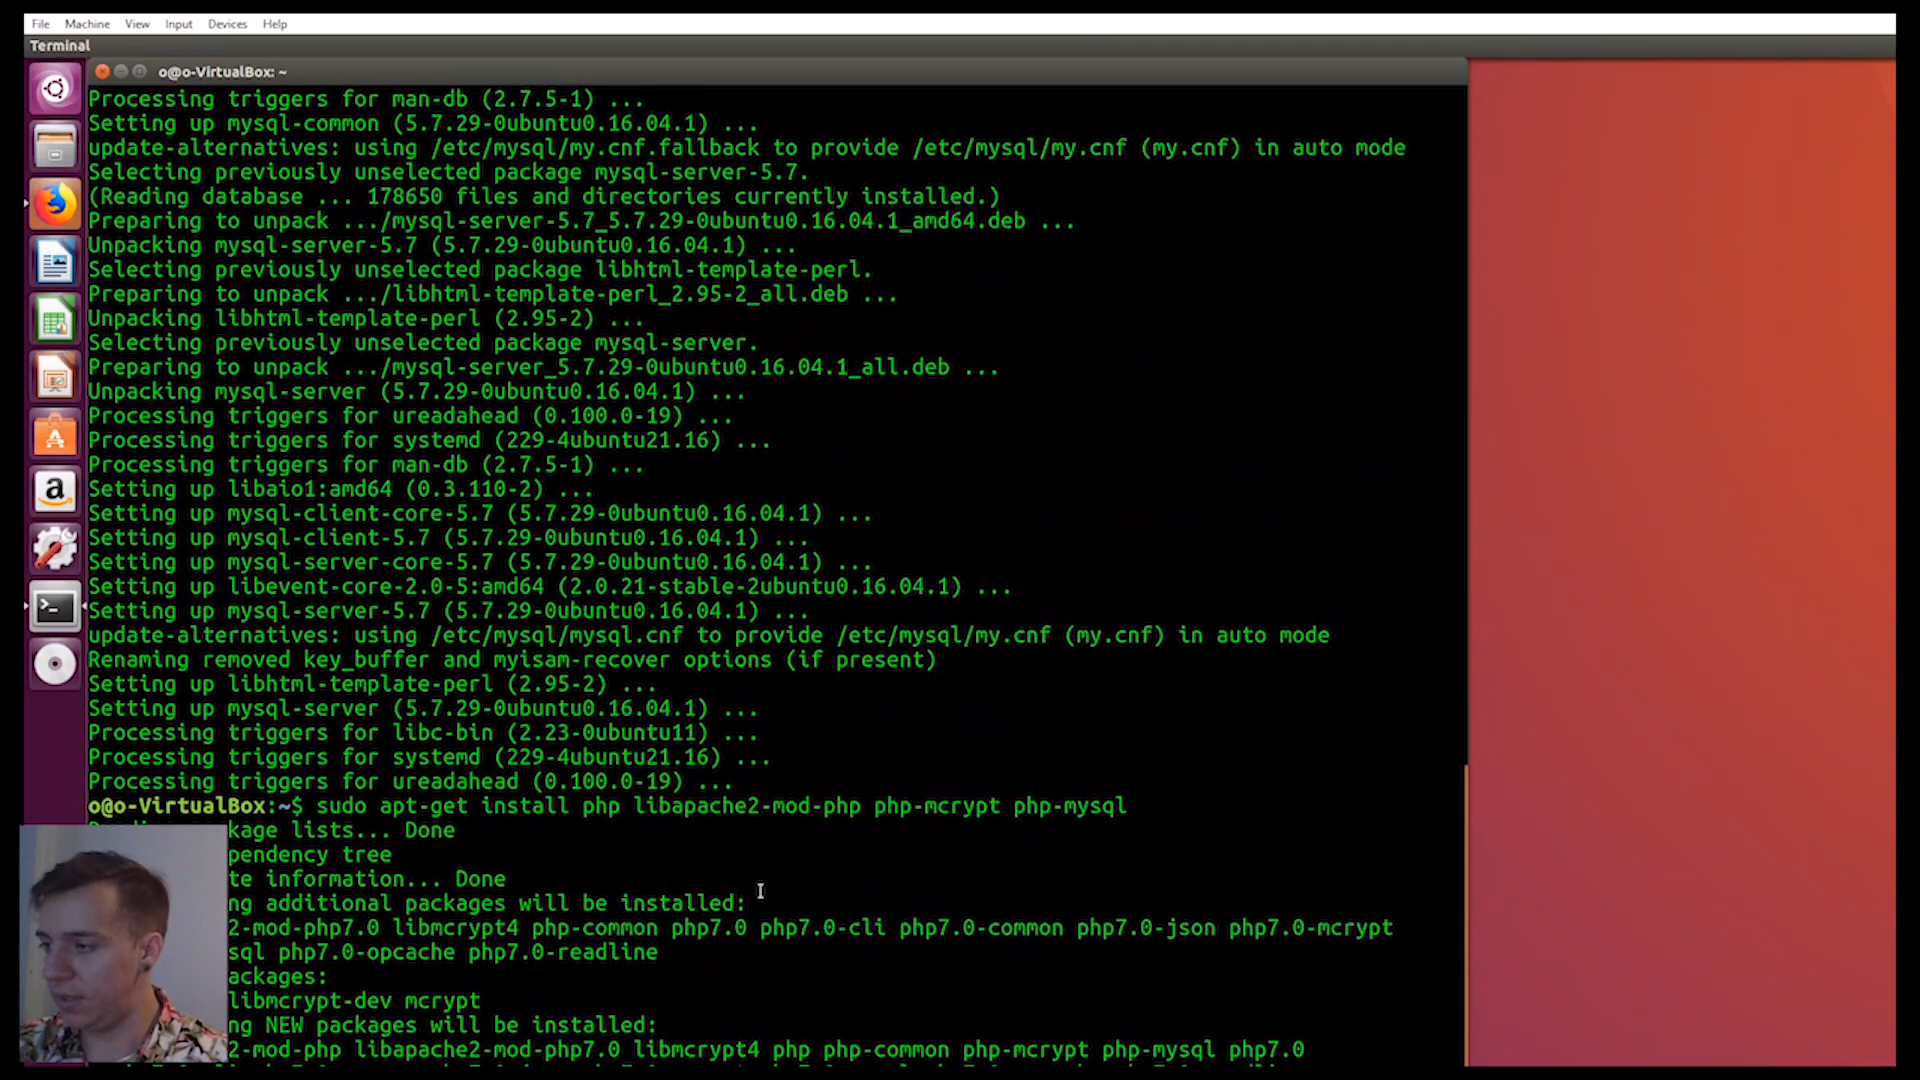 File Machine View Input Devices Help
Terminal
o@o-VirtualBox: ~
Processing triggers for man-db (2.7.5-1) ...
Setting up mysql-common (5.7.29-0ubuntu0.16.04.1) ...
update-alternatives: using /etc/mysql/my.cnf.fallback to provide /etc/mysql/my.cnf (my.cnf) in auto mode
Selecting previously unselected package mysql-server-5.7.
(Reading database ... 178650 files and directories currently installed.)
Preparing to unpack .../mysql-server-5.7_5.7.29-0ubuntu0.16.04.1_amd64.deb ...
Unpacking mysql-server-5.7 (5.7.29-0ubuntu0.16.04.1) ...
Selecting previously unselected package libhtml-template-perl.
Preparing to unpack .../libhtml-template-perl_2.95-2_all.deb ...
Unpacking libhtml-template-perl (2.95-2) ...
Selecting previously unselected package mysql-server.
Preparing to unpack .../mysql-server_5.7.29-0ubuntu0.16.04.1_all.deb ...
Unpacking mysql-server (5.7.29-0ubuntu0.16.04.1) ...
Processing triggers for ureadahead (0.100.0-19) ...
Processing triggers for systemd (229-4ubuntu21.16) ...
Processing triggers for man-db (2.7.5-1) ...
Setting up libaio1:amd64 (0.3.110-2) ...
Setting up mysql-client-core-5.7 (5.7.29-0ubuntu0.16.04.1) ...
Setting up mysql-client-5.7 (5.7.29-0ubuntu0.16.04.1) ...
Setting up mysql-server-core-5.7 (5.7.29-0ubuntu0.16.04.1) ...
Setting up libevent-core-2.0-5:amd64 (2.0.21-stable-2ubuntu0.16.04.1) ...
Setting up mysql-server-5.7 (5.7.29-0ubuntu0.16.04.1) ...
update-alternatives: using /etc/mysql/mysql.cnf to provide /etc/mysql/my.cnf (my.cnf) in auto mode
Renaming removed key_buffer and myisam-recover options (if present)
Setting up libhtml-template-perl (2.95-2) ...
Setting up mysql-server (5.7.29-0ubuntu0.16.04.1) ...
Processing triggers for libc-bin (2.23-0ubuntu11) ...
Processing triggers for systemd (229-4ubuntu21.16) ...
Processing triggers for ureadahead (0.100.0-19) ...
o@o-VirtualBox:~$ sudo apt-get install php libapache2-mod-php php-mcrypt php-mysql
kage lists... Done
pendency tree
te information... Done
ng additional packages will be installed:
2-mod-php7.0 libmcrypt4 php-common php7.0 php7.0-cli php7.0-common php7.0-json php7.0-mcrypt
sql php7.0-opcache php7.0-readline
ackages:
libmcrypt-dev mcrypt
ng NEW packages will be installed:
2-mod-php libapache2-mod-php7.0 libmcrypt4 php php-common php-mcrypt php-mysql php7.0